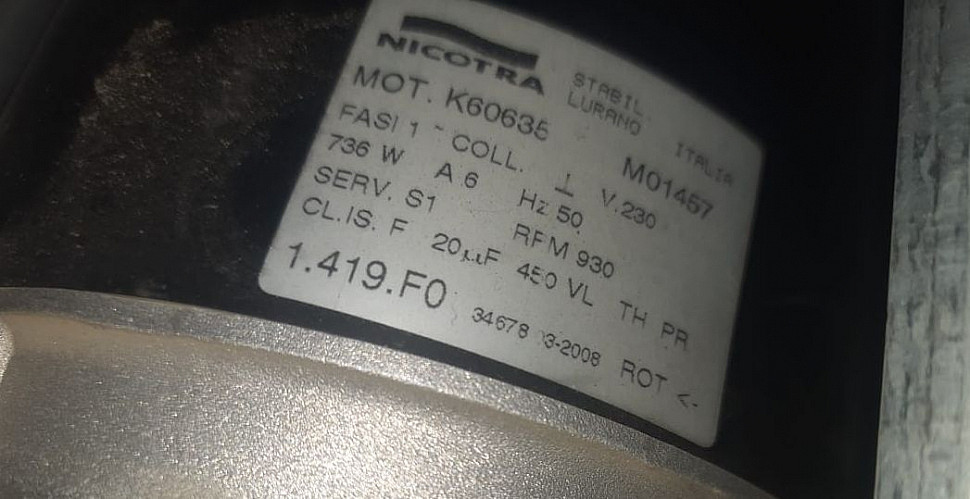 NICOTRA STABIL. LURANO ITALIA
MOT. K60635 M01457
FASI 1~ COLL. ⊥ V.230
736 W A 6 Hz 50
SERV. S1 RFM 930
CL.IS. F 20µF 450 VL TH PR
1.419.F0 34678 3-2008 ROT <-